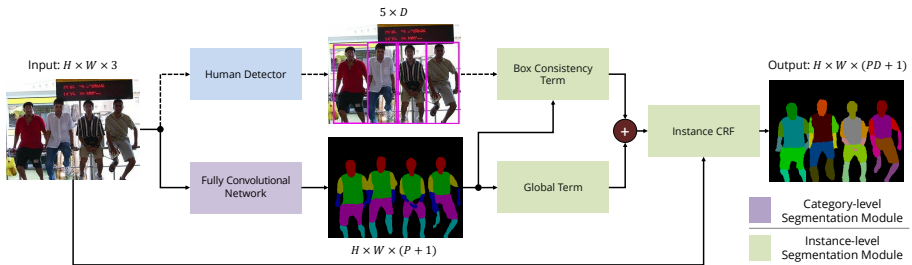 5 × D
Input: H × W × 3
Human Detector
Box Consistency
Term
Output: H × W × (PD + 1)
+
Instance CRF
Fully Convolutional
Network
Global Term
H × W × (P + 1)
Category-level
Segmentation Module
Instance-level
Segmentation Module